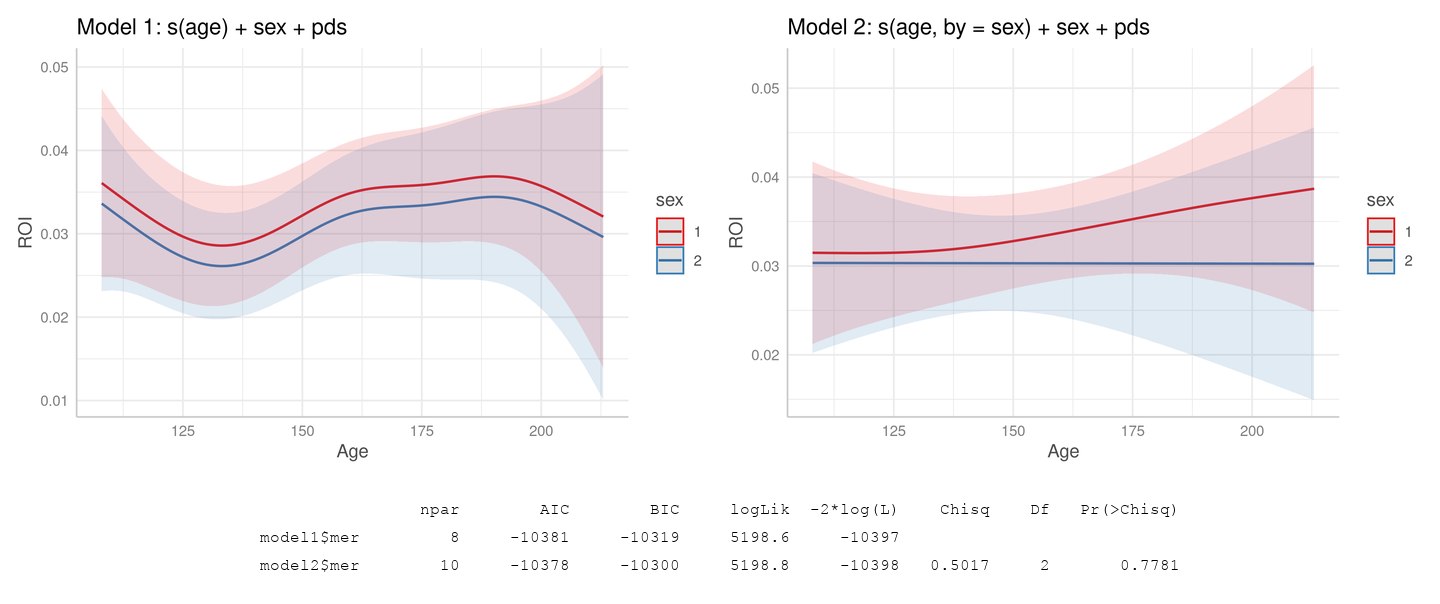 Model 1: s(age) + sex + pds
0.05
0.04
0.03
0.02
0.01
ROI
125 150 175 200
Age
sex
1
2
Model 2: s(age, by = sex) + sex + pds
0.05
0.04
0.03
0.02
ROI
125 150 175 200
Age
sex
1
2
npar AIC BIC logLik -2*log(L) Chisq Df Pr(>Chisq)
model1$mer 8 -10381 -10319 5198.6 -10397
model2$mer 10 -10378 -10300 5198.8 -10398 0.5017 2 0.7781